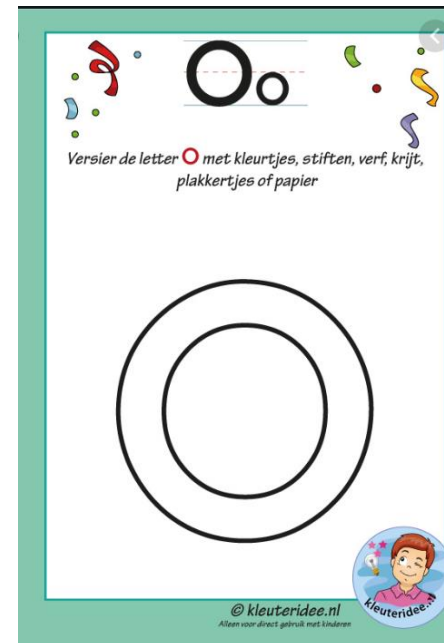 Oo
Versier de letter O met kleurtjes, stiften, verf, krijt,
plakkertjes of papier
O
© kleuteridee.nl
Alleen voor direct gebruik met kinderen
kleuteridee.nl